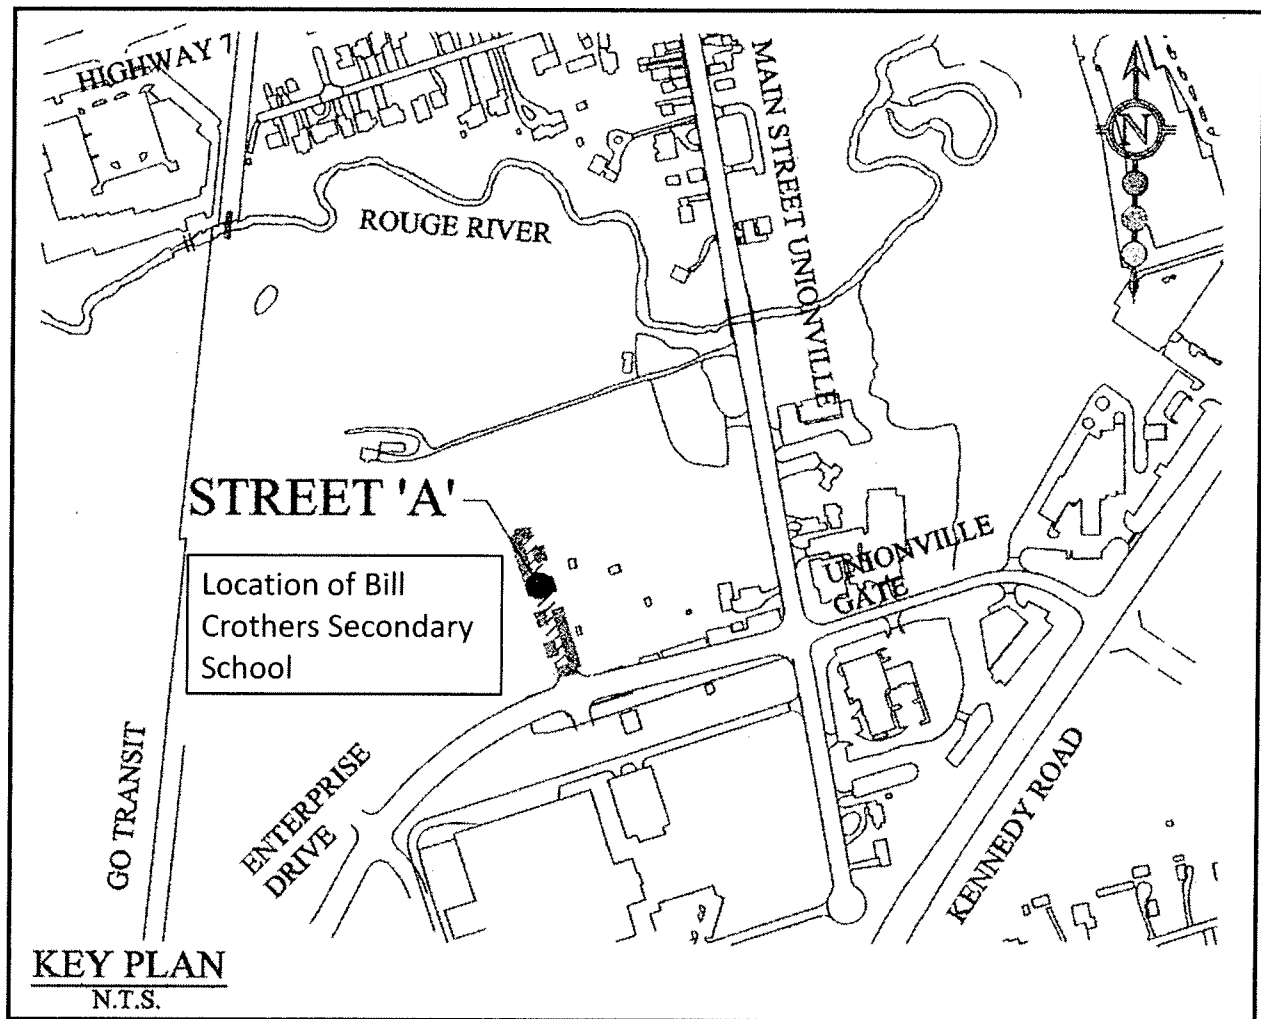 HIGHWAY 7
MAIN STREET UNIONVILLE
N
ROUGE RIVER
STREET 'A'
Location of Bill
Crothers Secondary
School
UNIONVILLE
GATE
GO TRANSIT
ENTERPRISE
DRIVE
KENNEDY ROAD
KEY PLAN
N.T.S.